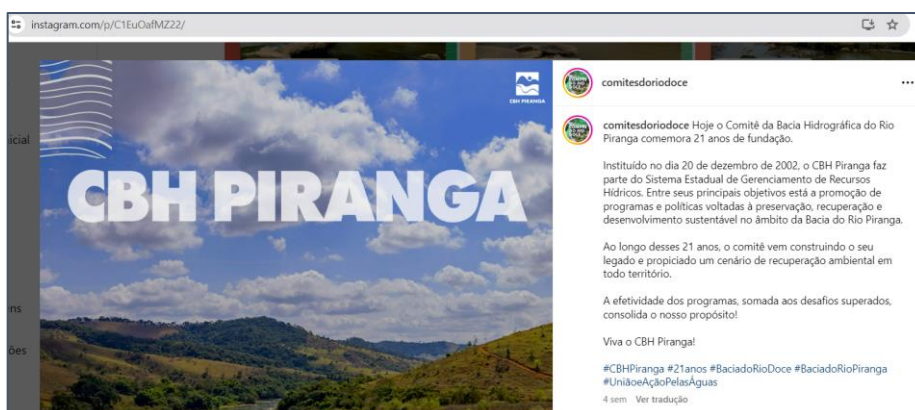 instagram.com/p/C1EuOafMZ22/
icial
ns
ões
CBH PIRANGA
CBH PIRANGA
comitesdoriodoce
comitesdoriodoce Hoje o Comitê da Bacia Hidrográfica do Rio
Piranga comemora 21 anos de fundação.
Instituído no dia 20 de dezembro de 2002, o CBH Piranga faz
parte do Sistema Estadual de Gerenciamento de Recursos
Hídricos. Entre seus principais objetivos está a promoção de
programas e políticas voltadas à preservação, recuperação e
desenvolvimento sustentável no âmbito da Bacia do Rio Piranga.
Ao longo desses 21 anos, o comitê vem construindo o seu
legado e propiciado um cenário de recuperação ambiental em
todo território.
A efetividade dos programas, somada aos desafios superados,
consolida o nosso propósito!
Viva o CBH Piranga!
#CBHPiranga #21anos #BaciadoRioDoce #BaciadoRioPiranga
#UniãoeAçãoPelasÁguas
4 sem Ver tradução